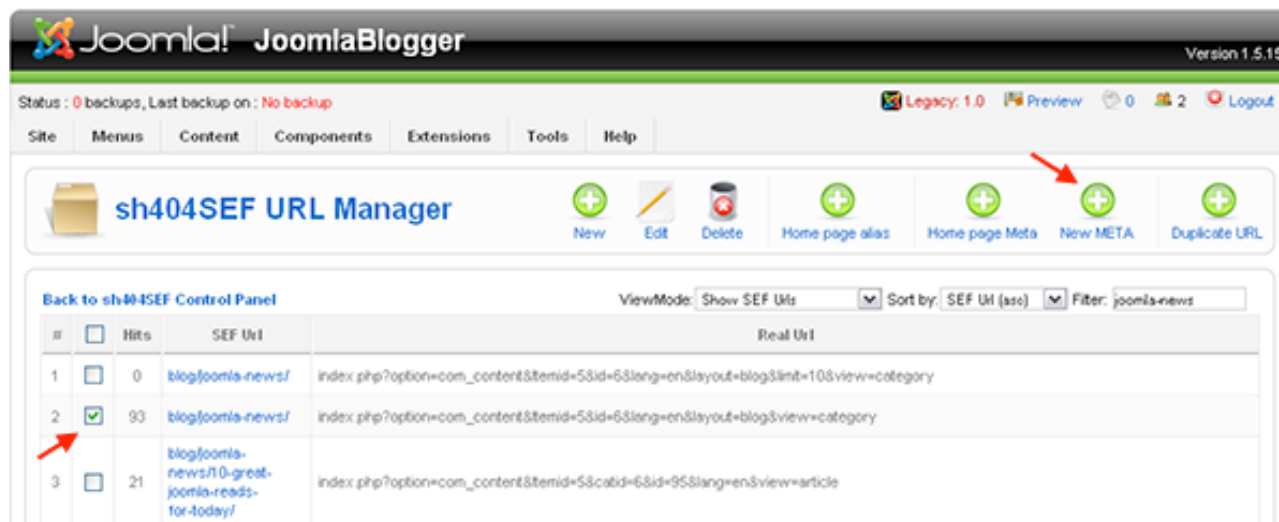 Joomla! JoomlaBlogger
Version 1.5.15
Status : 0 backups, Last backup on : No backup
Legacy: 1.0 Preview 0 2 Logout
Site Menus Content Components Extensions Tools Help
sh404SEF URL Manager
New Edit Delete Home page alias Home page Meta New META Duplicate URL
Back to sh404SEF Control Panel ViewMode: Show SEF Urls Sort by: SEF Url (asc) Filter: joomla-news
# Hits SEF Url Real Url
1 0 blog/joomla-news/ index.php?option=com_content&Itemid=5&id=6&lang=en&layout=blog&limit=10&view=category
2 93 blog/joomla-news/ index.php?option=com_content&Itemid=5&id=6&lang=en&layout=blog&view=category
blog/joomla-
news/10-great-
3 21 joomla-reads- index.php?option=com_content&Itemid=5&catid=6&id=95&lang=en&view=article
for-today/